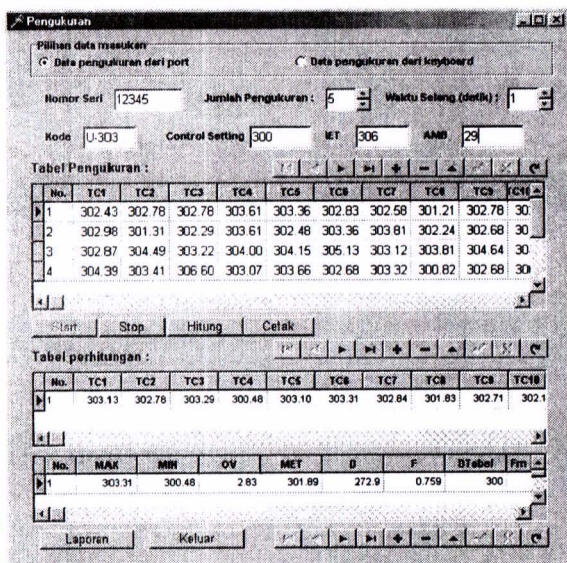 Pengukuran
Pilihan data masukan
Data pengukuran dari port Data pengukuran dari keyboard
Nomor Seri 12345 Jumlah Pengukuran : 5 Waktu Selang (detik) : 1
Kode U-303 Control Setting 300 IET 306 AMB 29
Tabel Pengukuran :
No. TC1 TC2 TC3 TC4 TC5 TC6 TC7 TC8 TC9 TC10
1 302.43 302.78 302.78 303.61 303.36 302.83 302.58 301.21 302.78 30
2 302.98 301.31 302.29 303.61 302.48 303.36 303.81 302.24 302.68 30
3 302.87 304.49 303.22 304.00 304.15 305.13 303.12 303.81 304.64 30
4 304.39 303.41 306.60 303.07 303.66 302.68 303.32 300.82 302.68 30
Start Stop Hitung Cetak
Tabel perhitungan :
No. TC1 TC2 TC3 TC4 TC5 TC6 TC7 TC8 TC9 TC10
1 303.13 302.78 303.29 300.48 303.10 303.31 302.84 301.83 302.71 302.1
No. MAK MIN OV MET D F DTabel Fm
1 303.31 300.48 2.83 301.89 272.9 0.759 300
Laporan Keluar